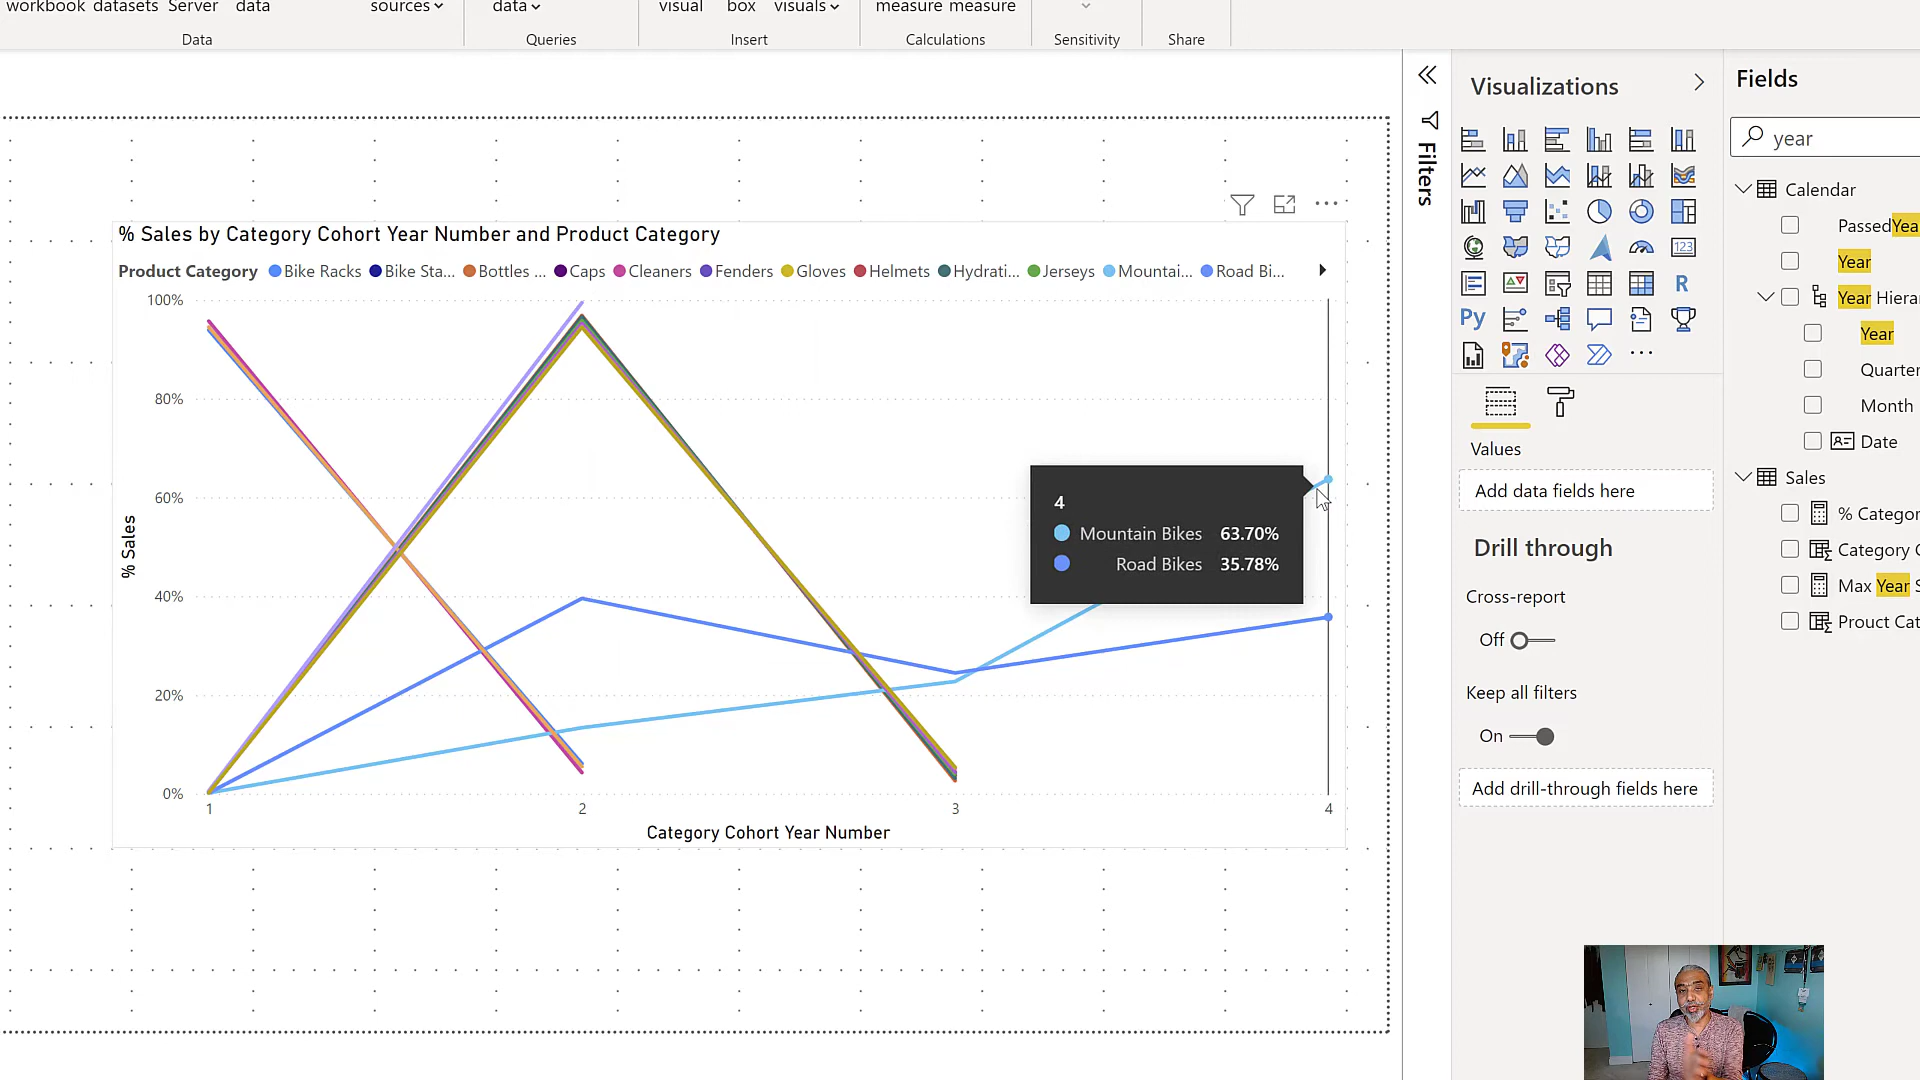 workbook datasets Server data sources data visual box visuals measure measure
Data Queries Insert Calculations Sensitivity Share
Visualizations
Fields
year
Filters
Calendar
PassedYea
Year
Year Hierar
Year
Quarter
Month
Date
Sales
% Categor
Category C
Max Year S
Prouct Cat
% Sales by Category Cohort Year Number and Product Category
Product Category Bike Racks Bike Sta... Bottles ... Caps Cleaners Fenders Gloves Helmets Hydrati... Jerseys Mountai... Road Bi...
100%
80%
60%
40%
20%
0%
% Sales
1 2 3 4
Category Cohort Year Number
4
Mountain Bikes 63.70%
Road Bikes 35.78%
R
Py
123
Values
Add data fields here
Drill through
Cross-report
Off
Keep all filters
On
Add drill-through fields here